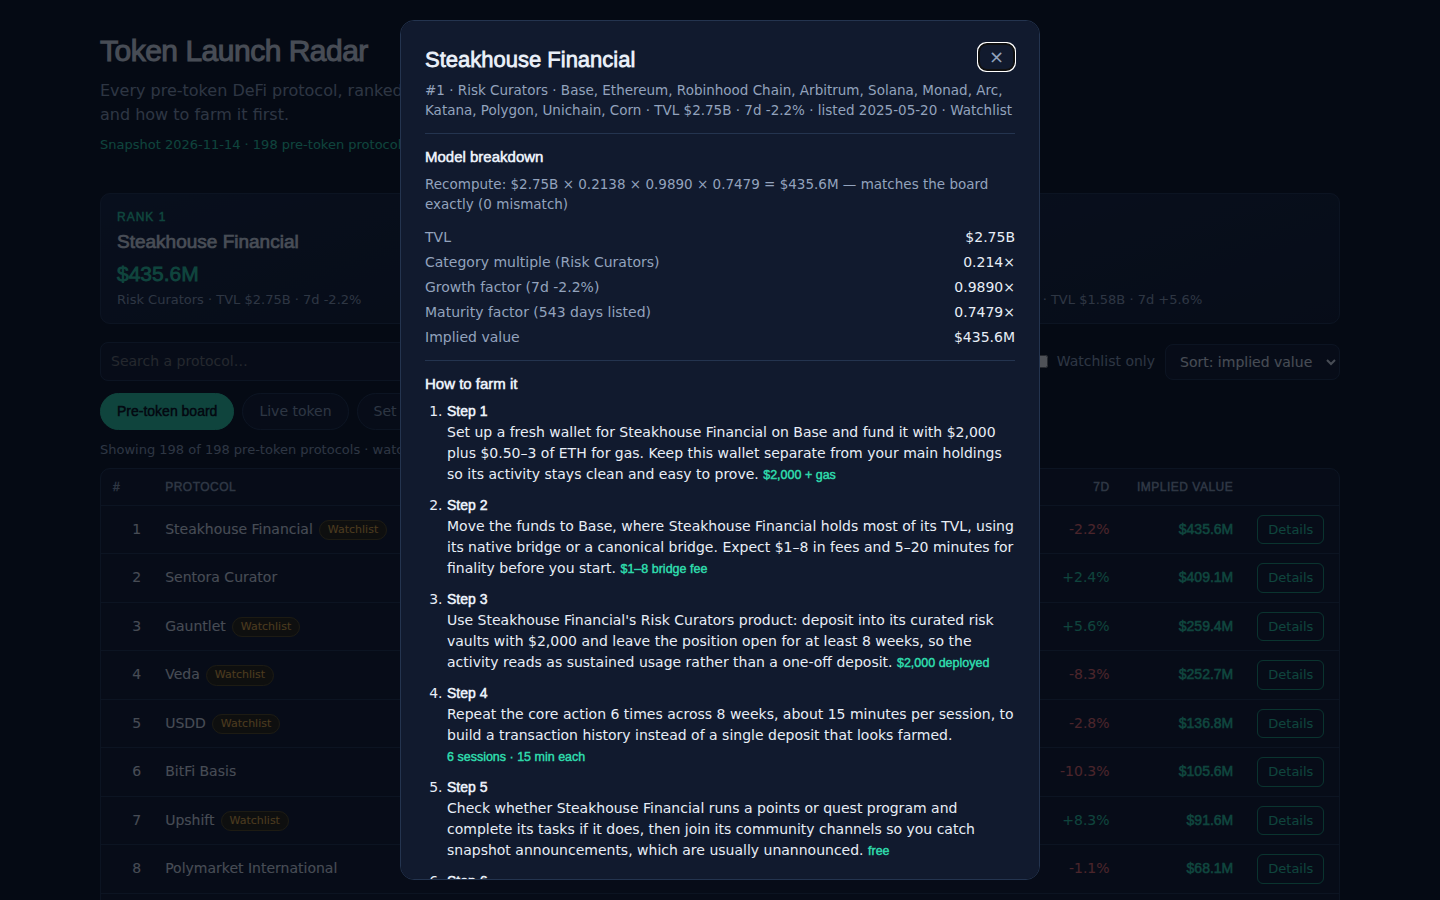 Token Launch Radar
Every pre-token DeFi protocol, ranked
and how to farm it first.
Snapshot 2026-11-14 · 198 pre-token protocol
RANK 1
Steakhouse Financial
$435.6M
Risk Curators · TVL $2.75B · 7d -2.2%
· TVL $1.58B · 7d +5.6%
Search a protocol...
Watchlist only
Sort: implied value
Pre-token board
Live token
Set
Showing 198 of 198 pre-token protocols · watc
# PROTOCOL 7D IMPLIED VALUE
1 Steakhouse Financial Watchlist -2.2% $435.6M Details
2 Sentora Curator +2.4% $409.1M Details
3 Gauntlet Watchlist +5.6% $259.4M Details
4 Veda Watchlist -8.3% $252.7M Details
5 USDD Watchlist -2.8% $136.8M Details
6 BitFi Basis -10.3% $105.6M Details
7 Upshift Watchlist +8.3% $91.6M Details
8 Polymarket International -1.1% $68.1M Details
Steakhouse Financial
×
#1 · Risk Curators · Base, Ethereum, Robinhood Chain, Arbitrum, Solana, Monad, Arc,
Katana, Polygon, Unichain, Corn · TVL $2.75B · 7d -2.2% · listed 2025-05-20 · Watchlist
Model breakdown
Recompute: $2.75B × 0.2138 × 0.9890 × 0.7479 = $435.6M — matches the board
exactly (0 mismatch)
TVL $2.75B
Category multiple (Risk Curators) 0.214×
Growth factor (7d -2.2%) 0.9890×
Maturity factor (543 days listed) 0.7479×
Implied value $435.6M
How to farm it
1. Step 1
Set up a fresh wallet for Steakhouse Financial on Base and fund it with $2,000
plus $0.50–3 of ETH for gas. Keep this wallet separate from your main holdings
so its activity stays clean and easy to prove. $2,000 + gas
2. Step 2
Move the funds to Base, where Steakhouse Financial holds most of its TVL, using
its native bridge or a canonical bridge. Expect $1–8 in fees and 5–20 minutes for
finality before you start. $1–8 bridge fee
3. Step 3
Use Steakhouse Financial's Risk Curators product: deposit into its curated risk
vaults with $2,000 and leave the position open for at least 8 weeks, so the
activity reads as sustained usage rather than a one-off deposit. $2,000 deployed
4. Step 4
Repeat the core action 6 times across 8 weeks, about 15 minutes per session, to
build a transaction history instead of a single deposit that looks farmed.
6 sessions · 15 min each
5. Step 5
Check whether Steakhouse Financial runs a points or quest program and
complete its tasks if it does, then join its community channels so you catch
snapshot announcements, which are usually unannounced. free
6. Step 6